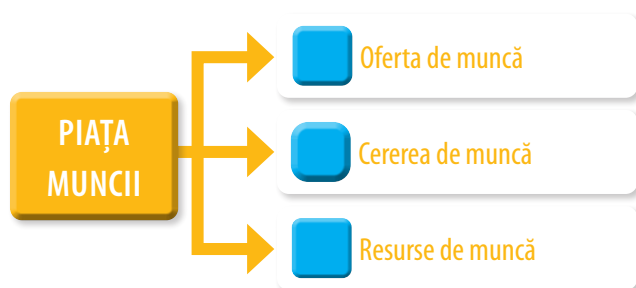 PIAȚA
MUNCII
Oferta de muncă
Cererea de muncă
Resurse de muncă